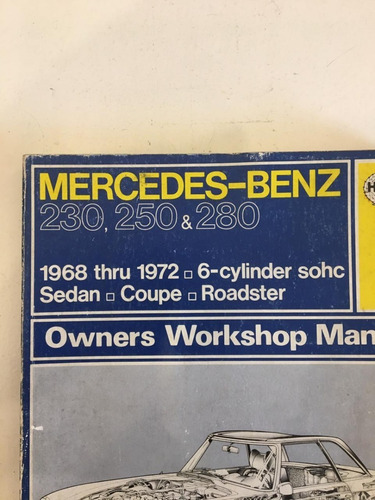 MERCEDES-BENZ
230, 250 & 280
1968 thru 1972 □ 6-cylinder sohc
Sedan □ Coupe □ Roadster
Owners Workshop Man